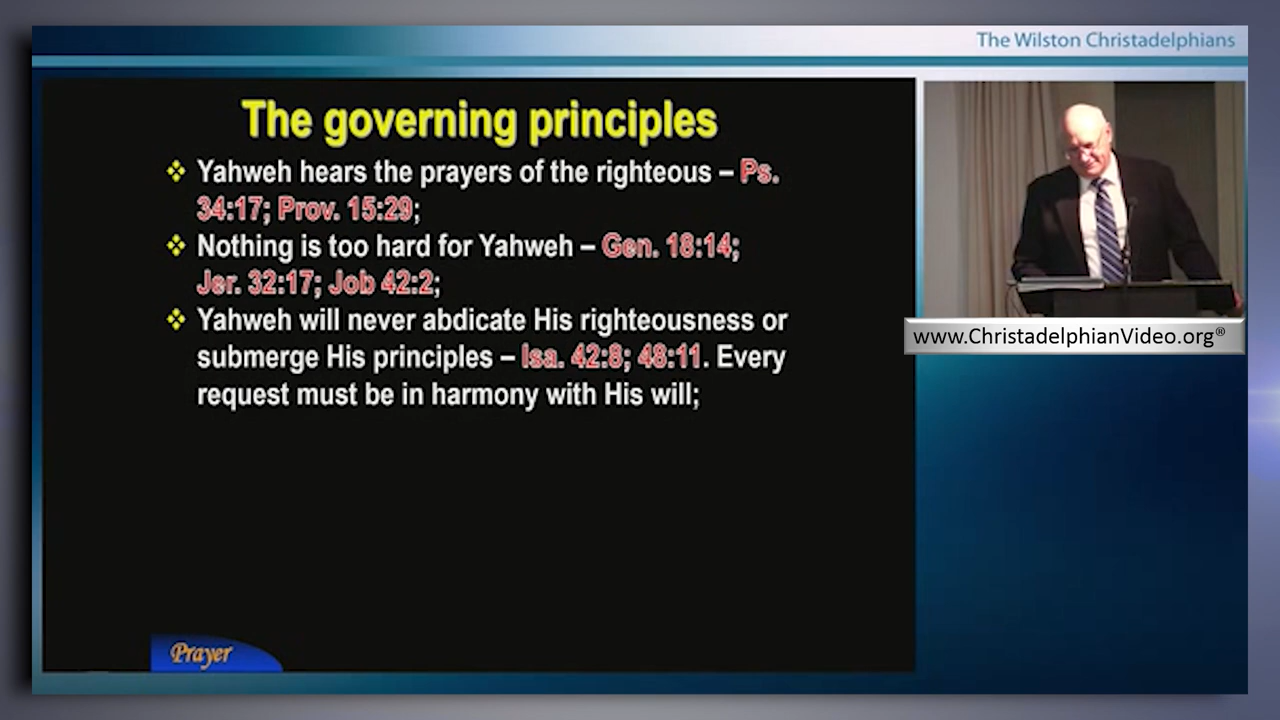 The Wilston Christadelphians
The governing principles
❖ Yahweh hears the prayers of the righteous – Ps.
34:17; Prov. 15:29;
❖ Nothing is too hard for Yahweh – Gen. 18:14;
Jer. 32:17; Job 42:2;
❖ Yahweh will never abdicate His righteousness or
submerge His principles – Isa. 42:8; 48:11. Every
request must be in harmony with His will;
www.ChristadelphianVideo.org®
Prayer